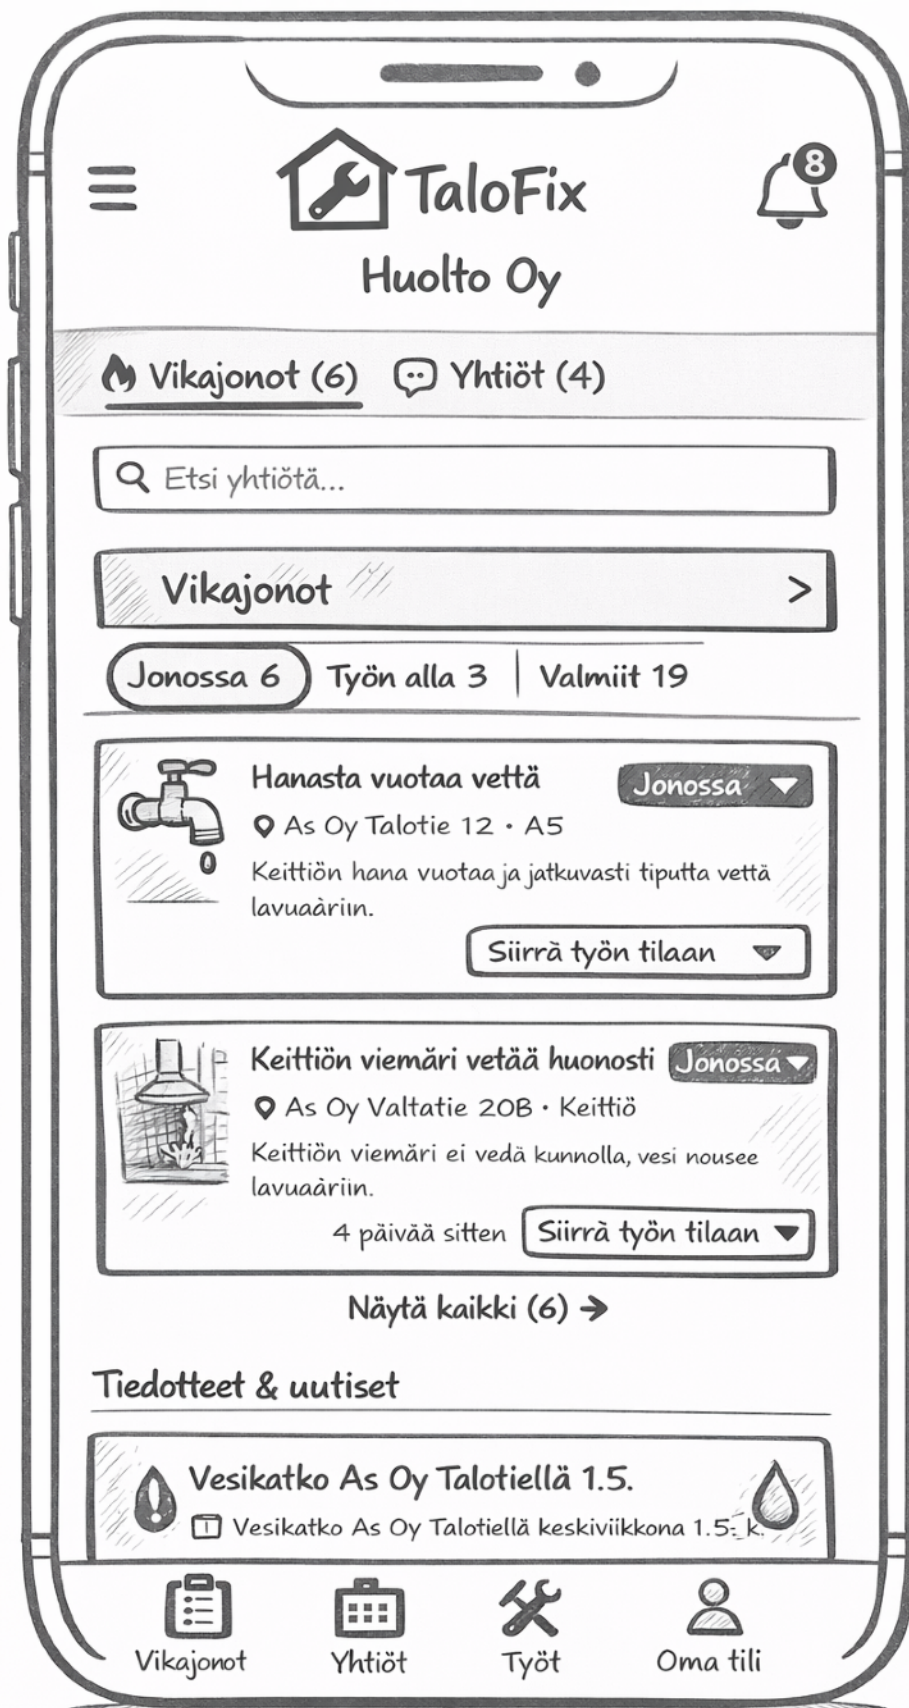 8
TaloFix
Huolto Oy
Vikajonot (6) Yhtiöt (4)
Etsi yhtiötä...
Vikajonot >
Jonossa 6 Työn alla 3 | Valmiit 19
Hanasta vuotaa vettä Jonossa
As Oy Talotie 12 • A5
Keittiön hana vuotaa ja jatkuvasti tiputta vettä
lavuaàriin.
Siirrà työn tilaan
Keittiön viemäri vetää huonosti Jonossa
As Oy Valtatie 20B • Keittiö
Keittiön viemäri ei vedä kunnolla, vesi nousee
lavuaàriin.
4 päivää sitten Siirrà työn tilaan
Näytä kaikki (6) →
Tiedotteet & uutiset
Vesikatko As Oy Talotiellä 1.5.
Vesikatko As Oy Talotiellä keskiviikkona 1.5- k.
Vikajonot Yhtiöt Työt Oma tili